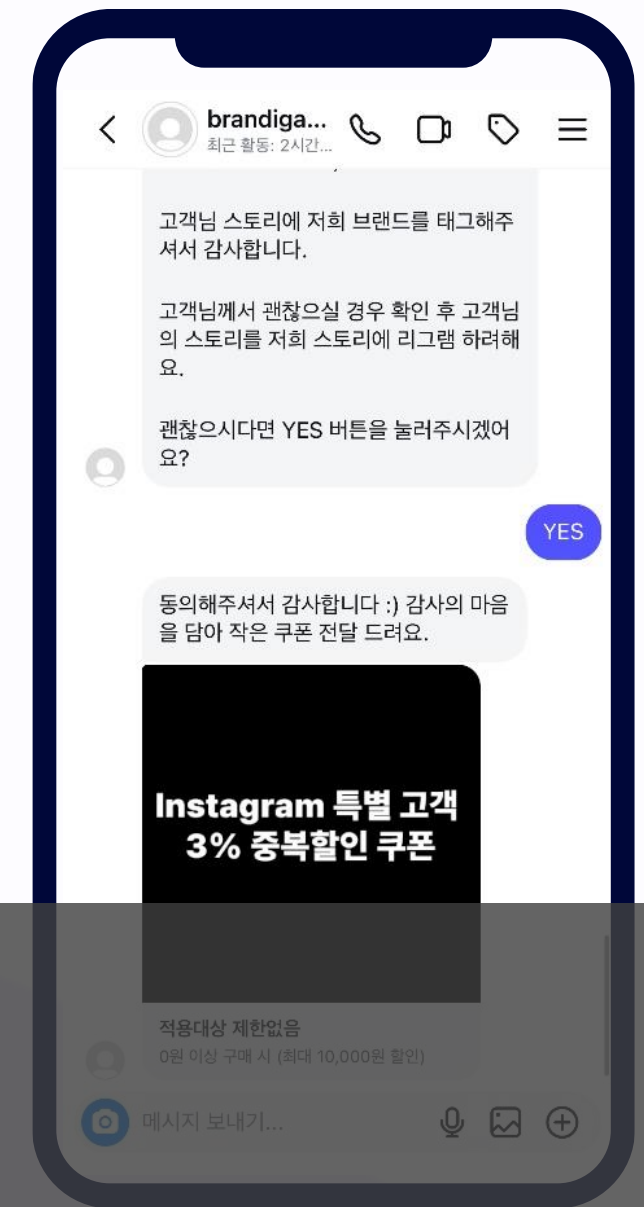 brandiga...
최근 활동: 2시간...
고객님 스토리에 저희 브랜드를 태그해주
셔서 감사합니다.
고객님께서 괜찮으실 경우 확인 후 고객님
의 스토리를 저희 스토리에 리그램 하려해
요.
괜찮으시다면 YES 버튼을 눌러주시겠어
요?
YES
동의해주셔서 감사합니다 :) 감사의 마음
을 담아 작은 쿠폰 전달 드려요.
Instagram 특별 고객
3% 중복할인 쿠폰
적용대상 제한없음
0원 이상 구매 시 (최대 10,000원 할인)
메시지 보내기...